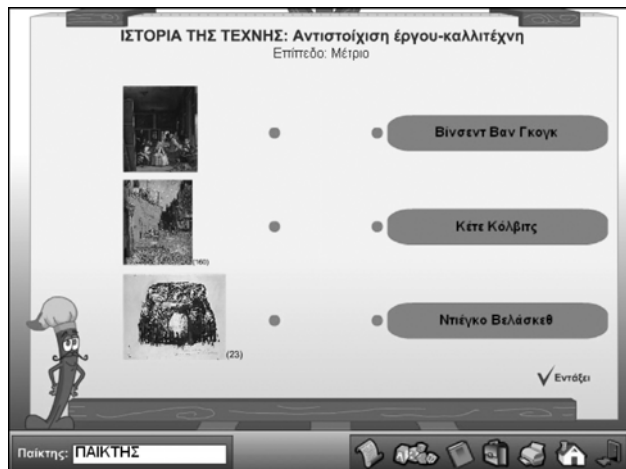 ΙΣΤΟΡΙΑ ΤΗΣ ΤΕΧΝΗΣ: Αντιστοίχιση έργου-καλλιτέχνη
Επίπεδο: Μέτριο
Βίνσεντ Βαν Γκογκ
(160)
Κέτε Κόλβιτς
(23)
Ντιέγκο Βελάσκεθ
Εντάξει
Παίκτης: ΠΑΙΚΤΗΣ